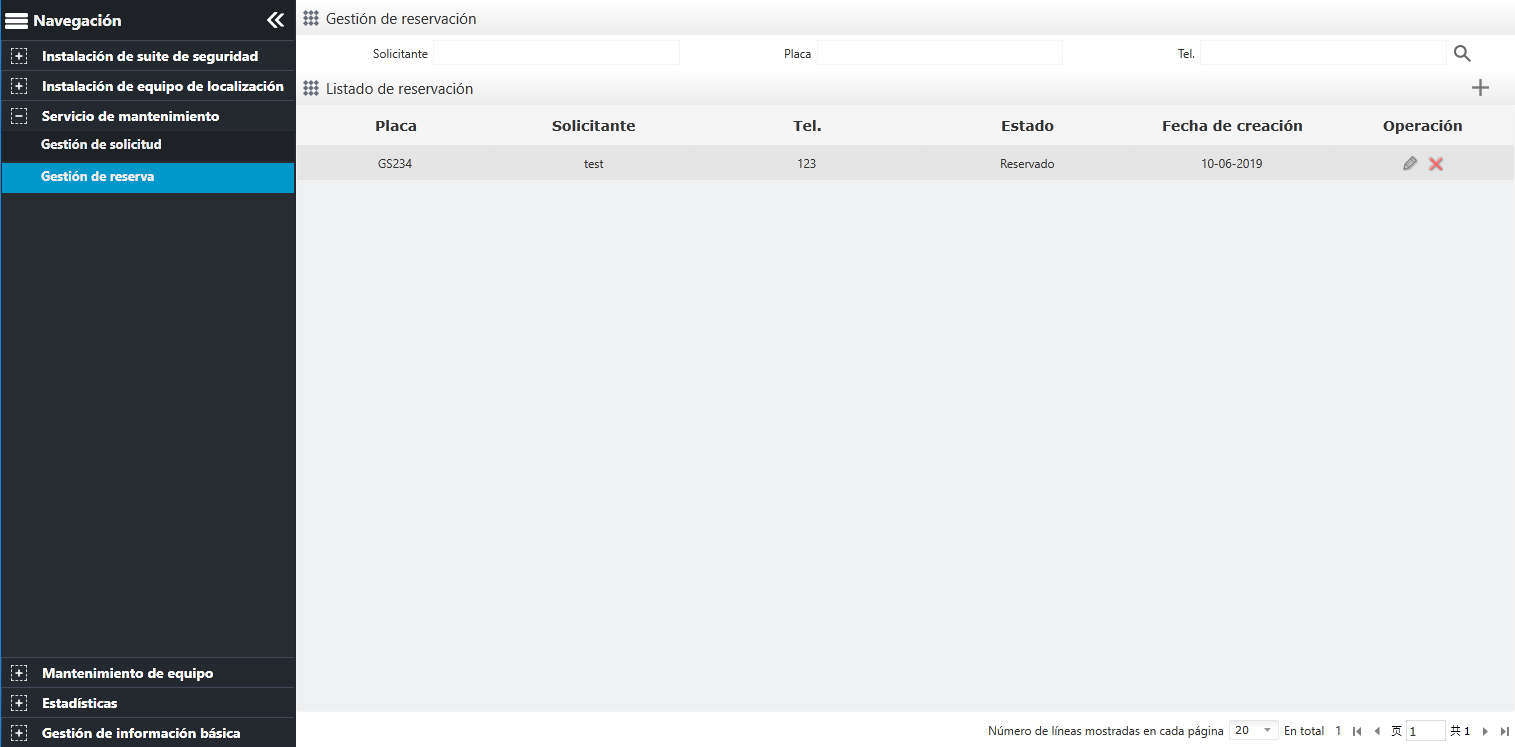 Navegación
Instalación de suite de seguridad
Instalación de equipo de localización
Servicio de mantenimiento
Gestión de solicitud
Gestión de reserva
Mantenimiento de equipo
Estadísticas
Gestión de información básica
Gestión de reservación
Solicitante Placa Tel.
Listado de reservación
Placa Solicitante Tel. Estado Fecha de creación Operación
GS234 test 123 Reservado 10-06-2019
Número de líneas mostradas en cada página 20 En total 1 页 1 共 1